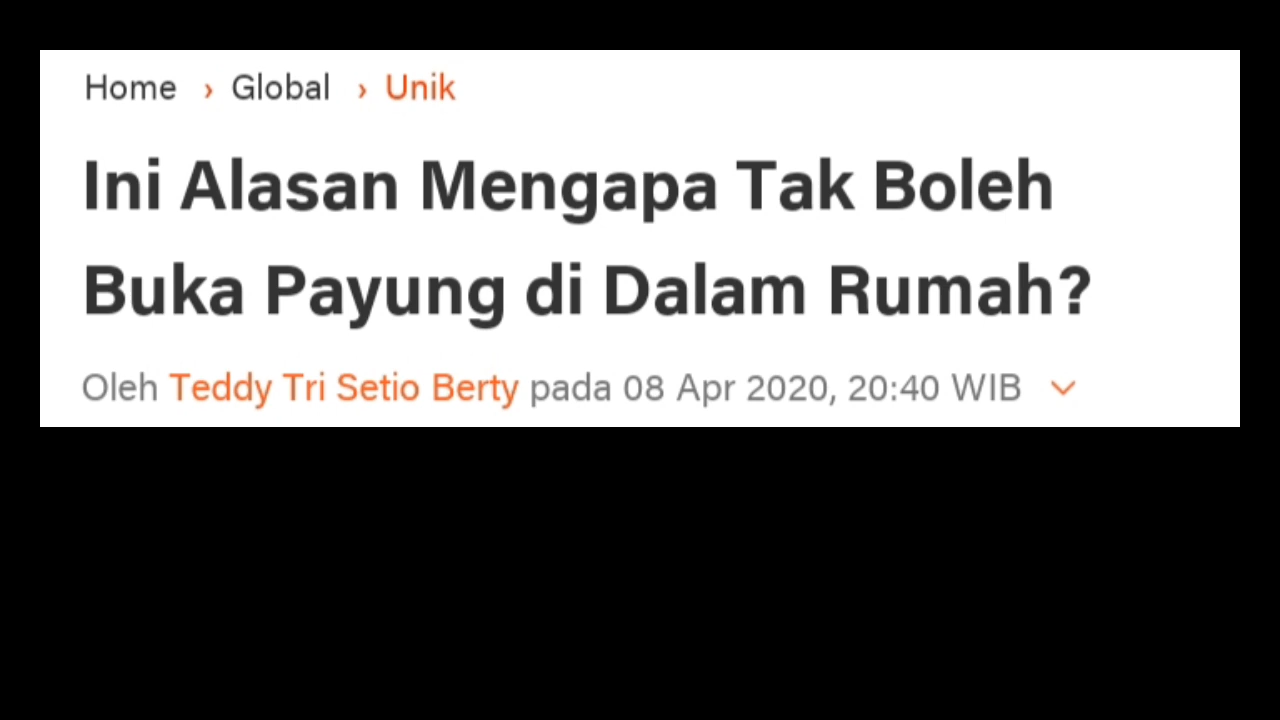 Home › Global › Unik
Ini Alasan Mengapa Tak Boleh
Buka Payung di Dalam Rumah?
Oleh Teddy Tri Setio Berty pada 08 Apr 2020, 20:40 WIB